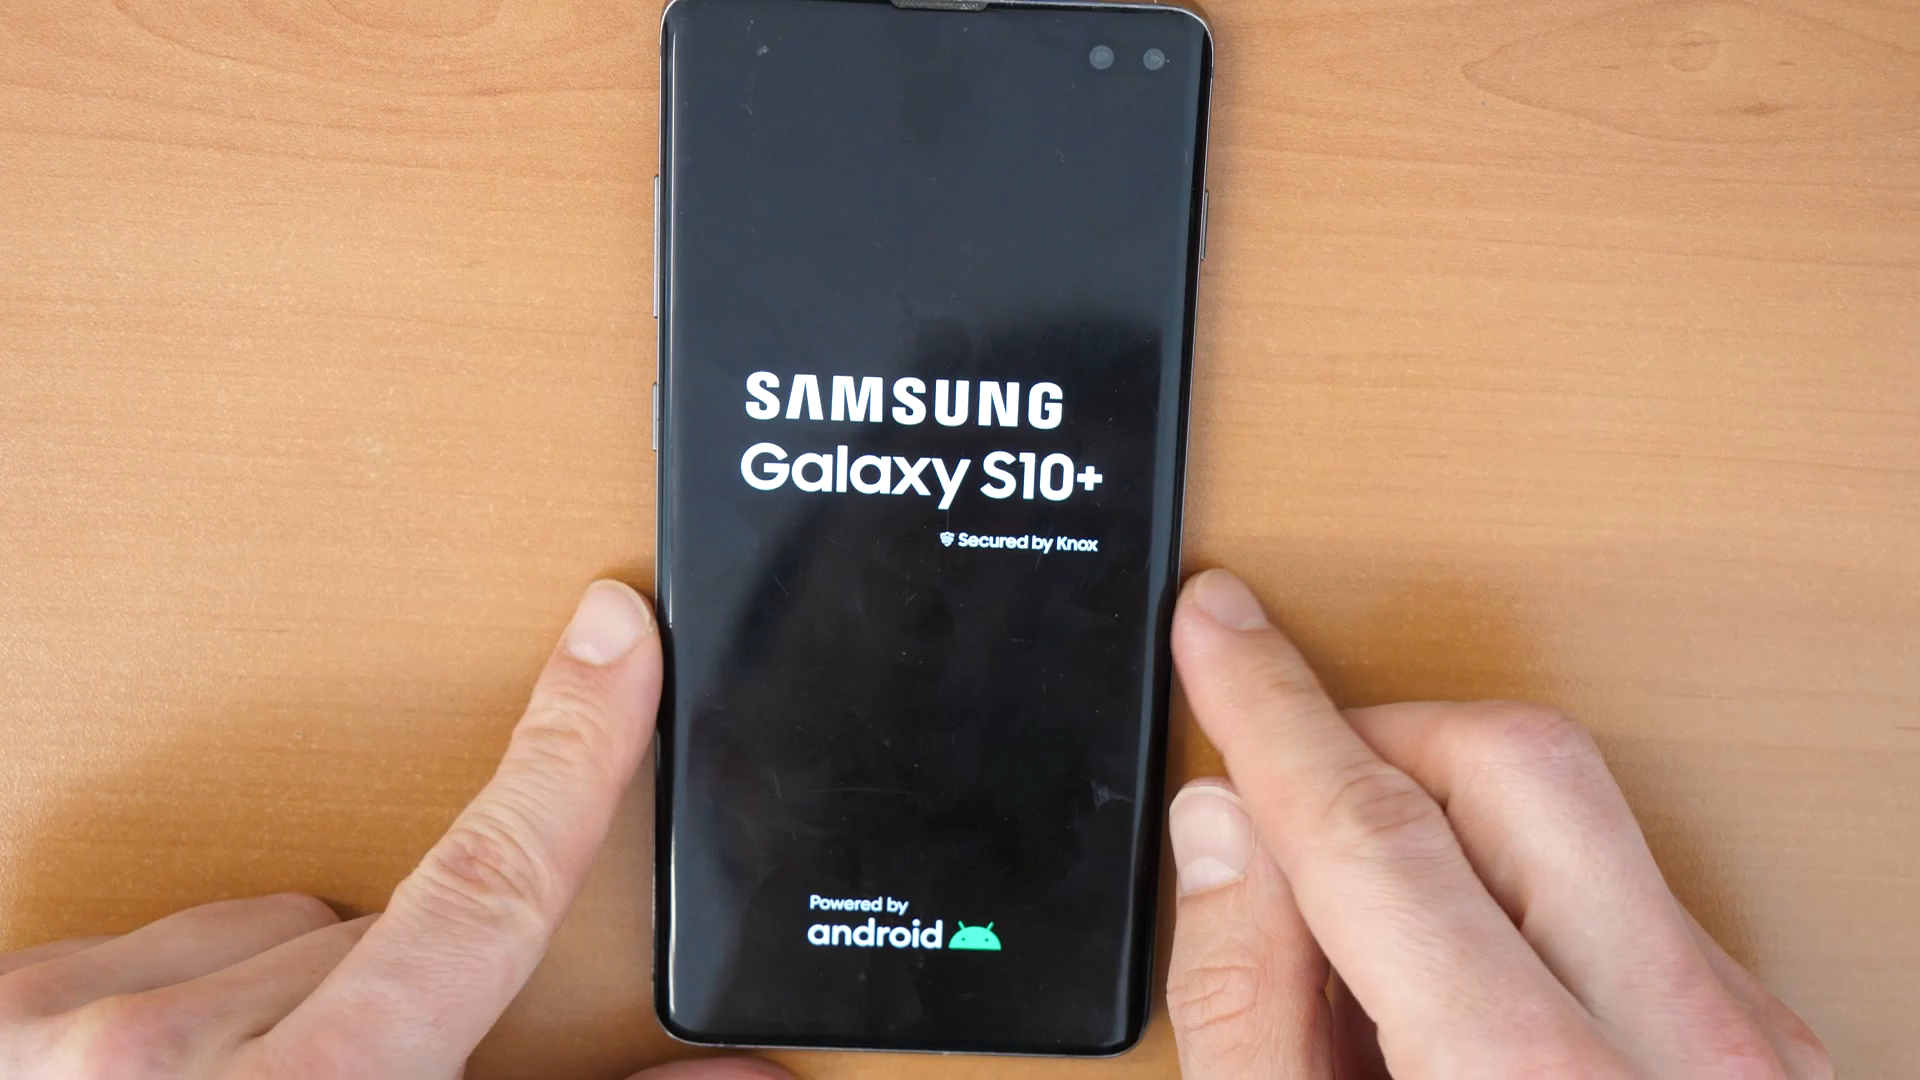 SAMSUNG
Galaxy S10+
Secured by Knox
Powered by
android